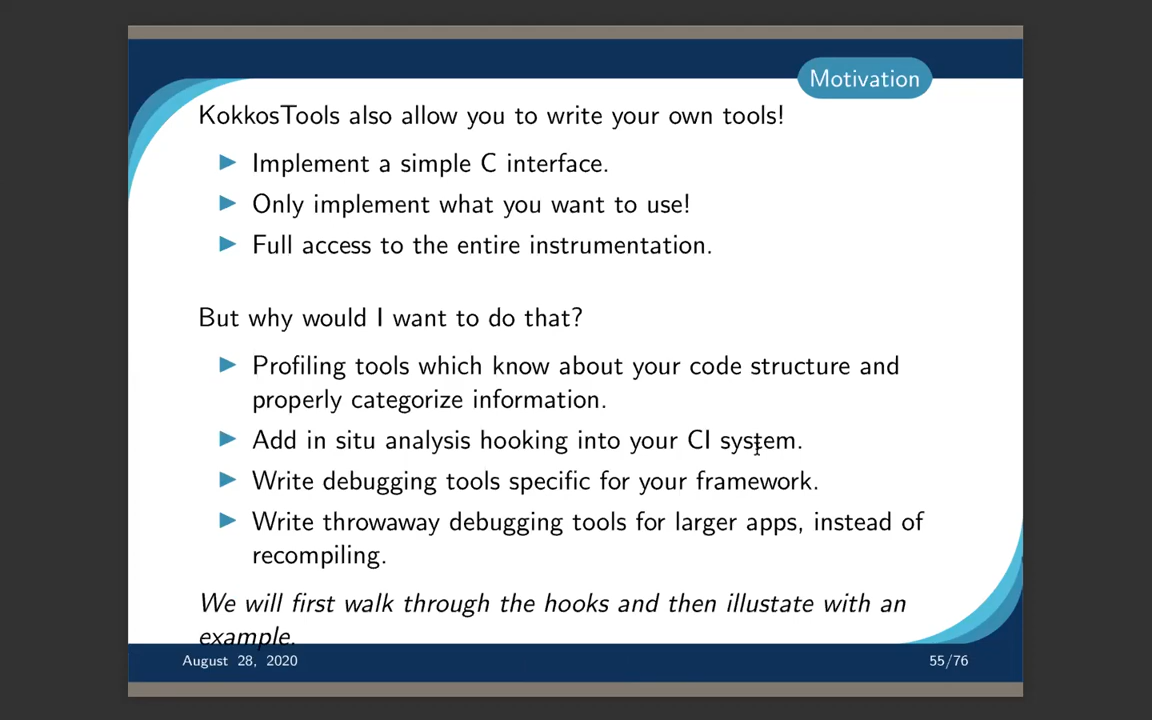 Motivation
KokkosTools also allow you to write your own tools!
Implement a simple C interface.
Only implement what you want to use!
Full access to the entire instrumentation.
But why would I want to do that?
Profiling tools which know about your code structure and
properly categorize information.
Add in situ analysis hooking into your CI system.
Write debugging tools specific for your framework.
Write throwaway debugging tools for larger apps, instead of
recompiling.
We will first walk through the hooks and then illustate with an
example.
August 28, 2020
55/76